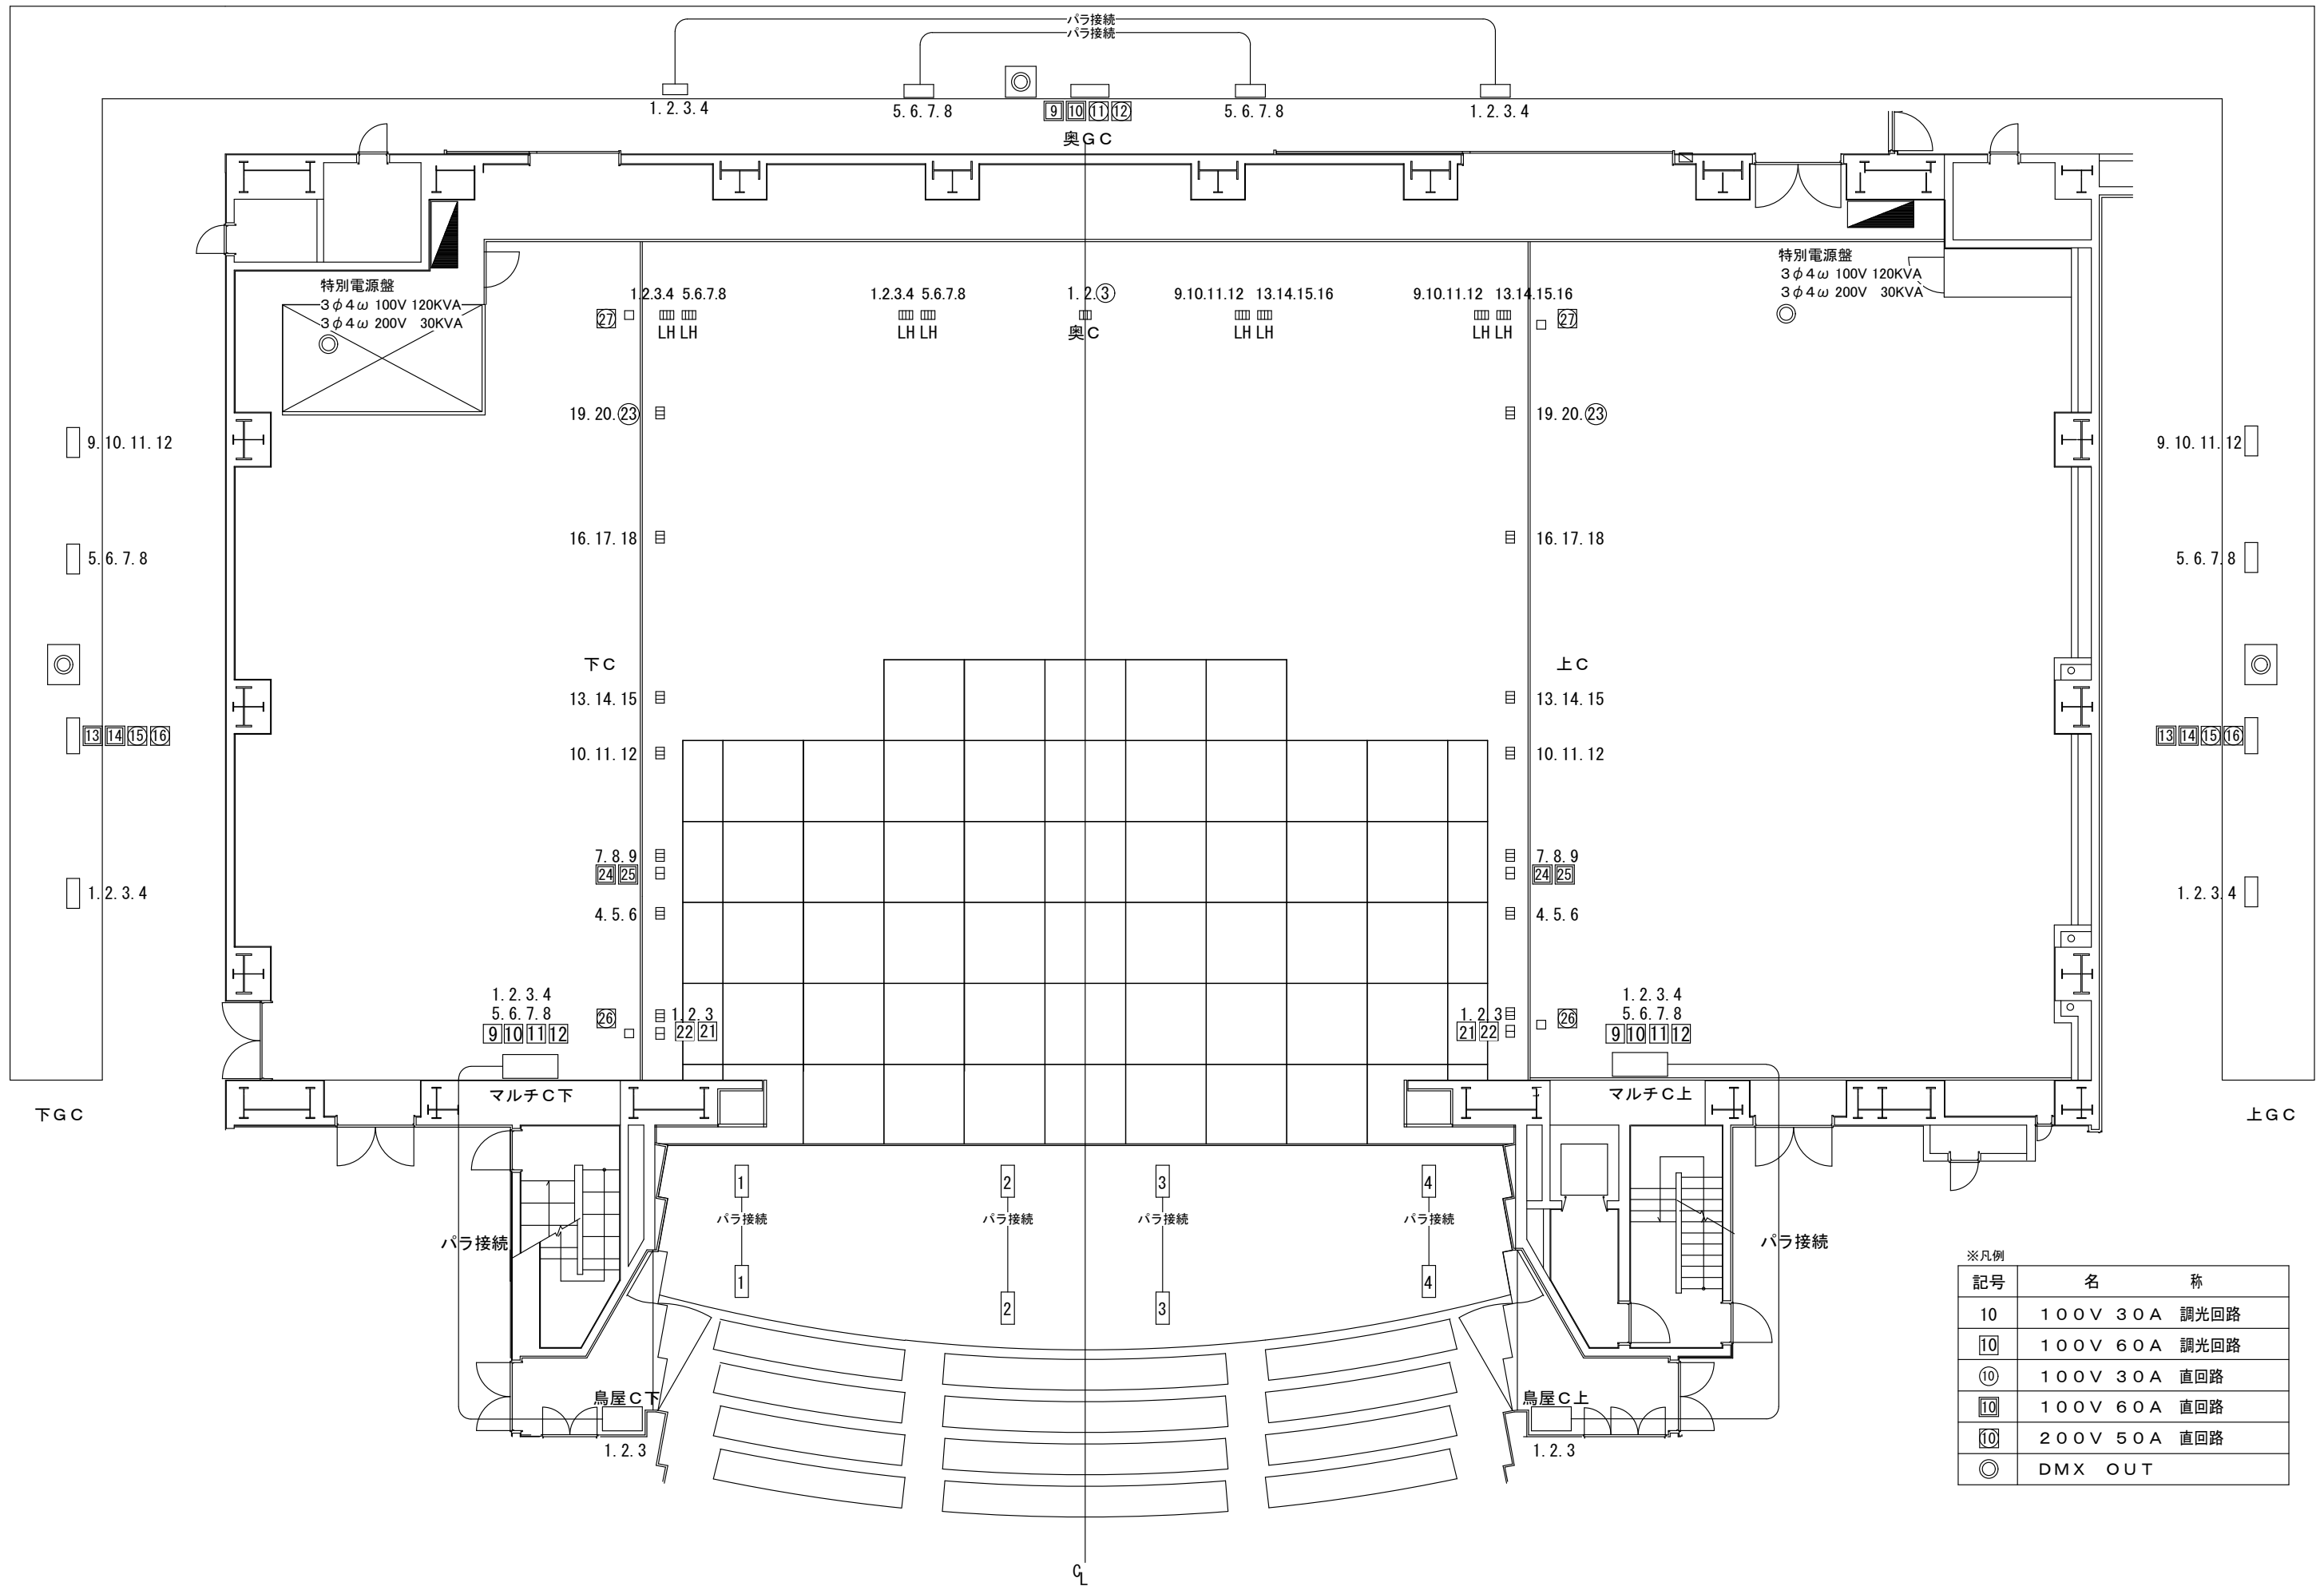 パラ接続
パラ接続
1. 2. 3. 4
5. 6. 7. 8
9 10 11 12
5. 6. 7. 8
1. 2. 3. 4
奥ＧＣ
特別電源盤
3φ4ω 100V 120KVA
3φ4ω 200V 30KVA
特別電源盤
3φ4ω 100V 120KVA
3φ4ω 200V 30KVA
27
1.2.3.4 5.6.7.8
LH LH
1.2.3.4 5.6.7.8
LH LH
1. 2. ③
奥Ｃ
9.10.11.12 13.14.15.16
LH LH
9.10.11.12 13.14.15.16
LH LH
27
19. 20. ㉓
19. 20. ㉓
9. 10. 11. 12
9. 10. 11. 12
16. 17. 18
16. 17. 18
5. 6. 7. 8
5. 6. 7. 8
下Ｃ
上Ｃ
13. 14. 15
13. 14. 15
13 14 15 16
13 14 15 16
10. 11. 12
10. 11. 12
7. 8. 9
24 25
7. 8. 9
24 25
1. 2. 3. 4
1. 2. 3. 4
4. 5. 6
4. 5. 6
1. 2. 3. 4
5. 6. 7. 8
9 10 11 12
26
1. 2. 3
22 21
1. 2. 3
21 22
26
1. 2. 3. 4
5. 6. 7. 8
9 10 11 12
マルチＣ下
マルチＣ上
下ＧＣ
上ＧＣ
1
2
3
4
パラ接続
パラ接続
パラ接続
パラ接続
1
2
3
4
パラ接続
パラ接続
鳥屋Ｃ下
1. 2. 3
鳥屋Ｃ上
1. 2. 3
※凡例
記号 名 称
10 １００Ｖ ３０Ａ 調光回路
10 １００Ｖ ６０Ａ 調光回路
⑩ １００Ｖ ３０Ａ 直回路
10 １００Ｖ ６０Ａ 直回路
10 ２００Ｖ ５０Ａ 直回路
◎ ＤＭＸ ＯＵＴ
CL